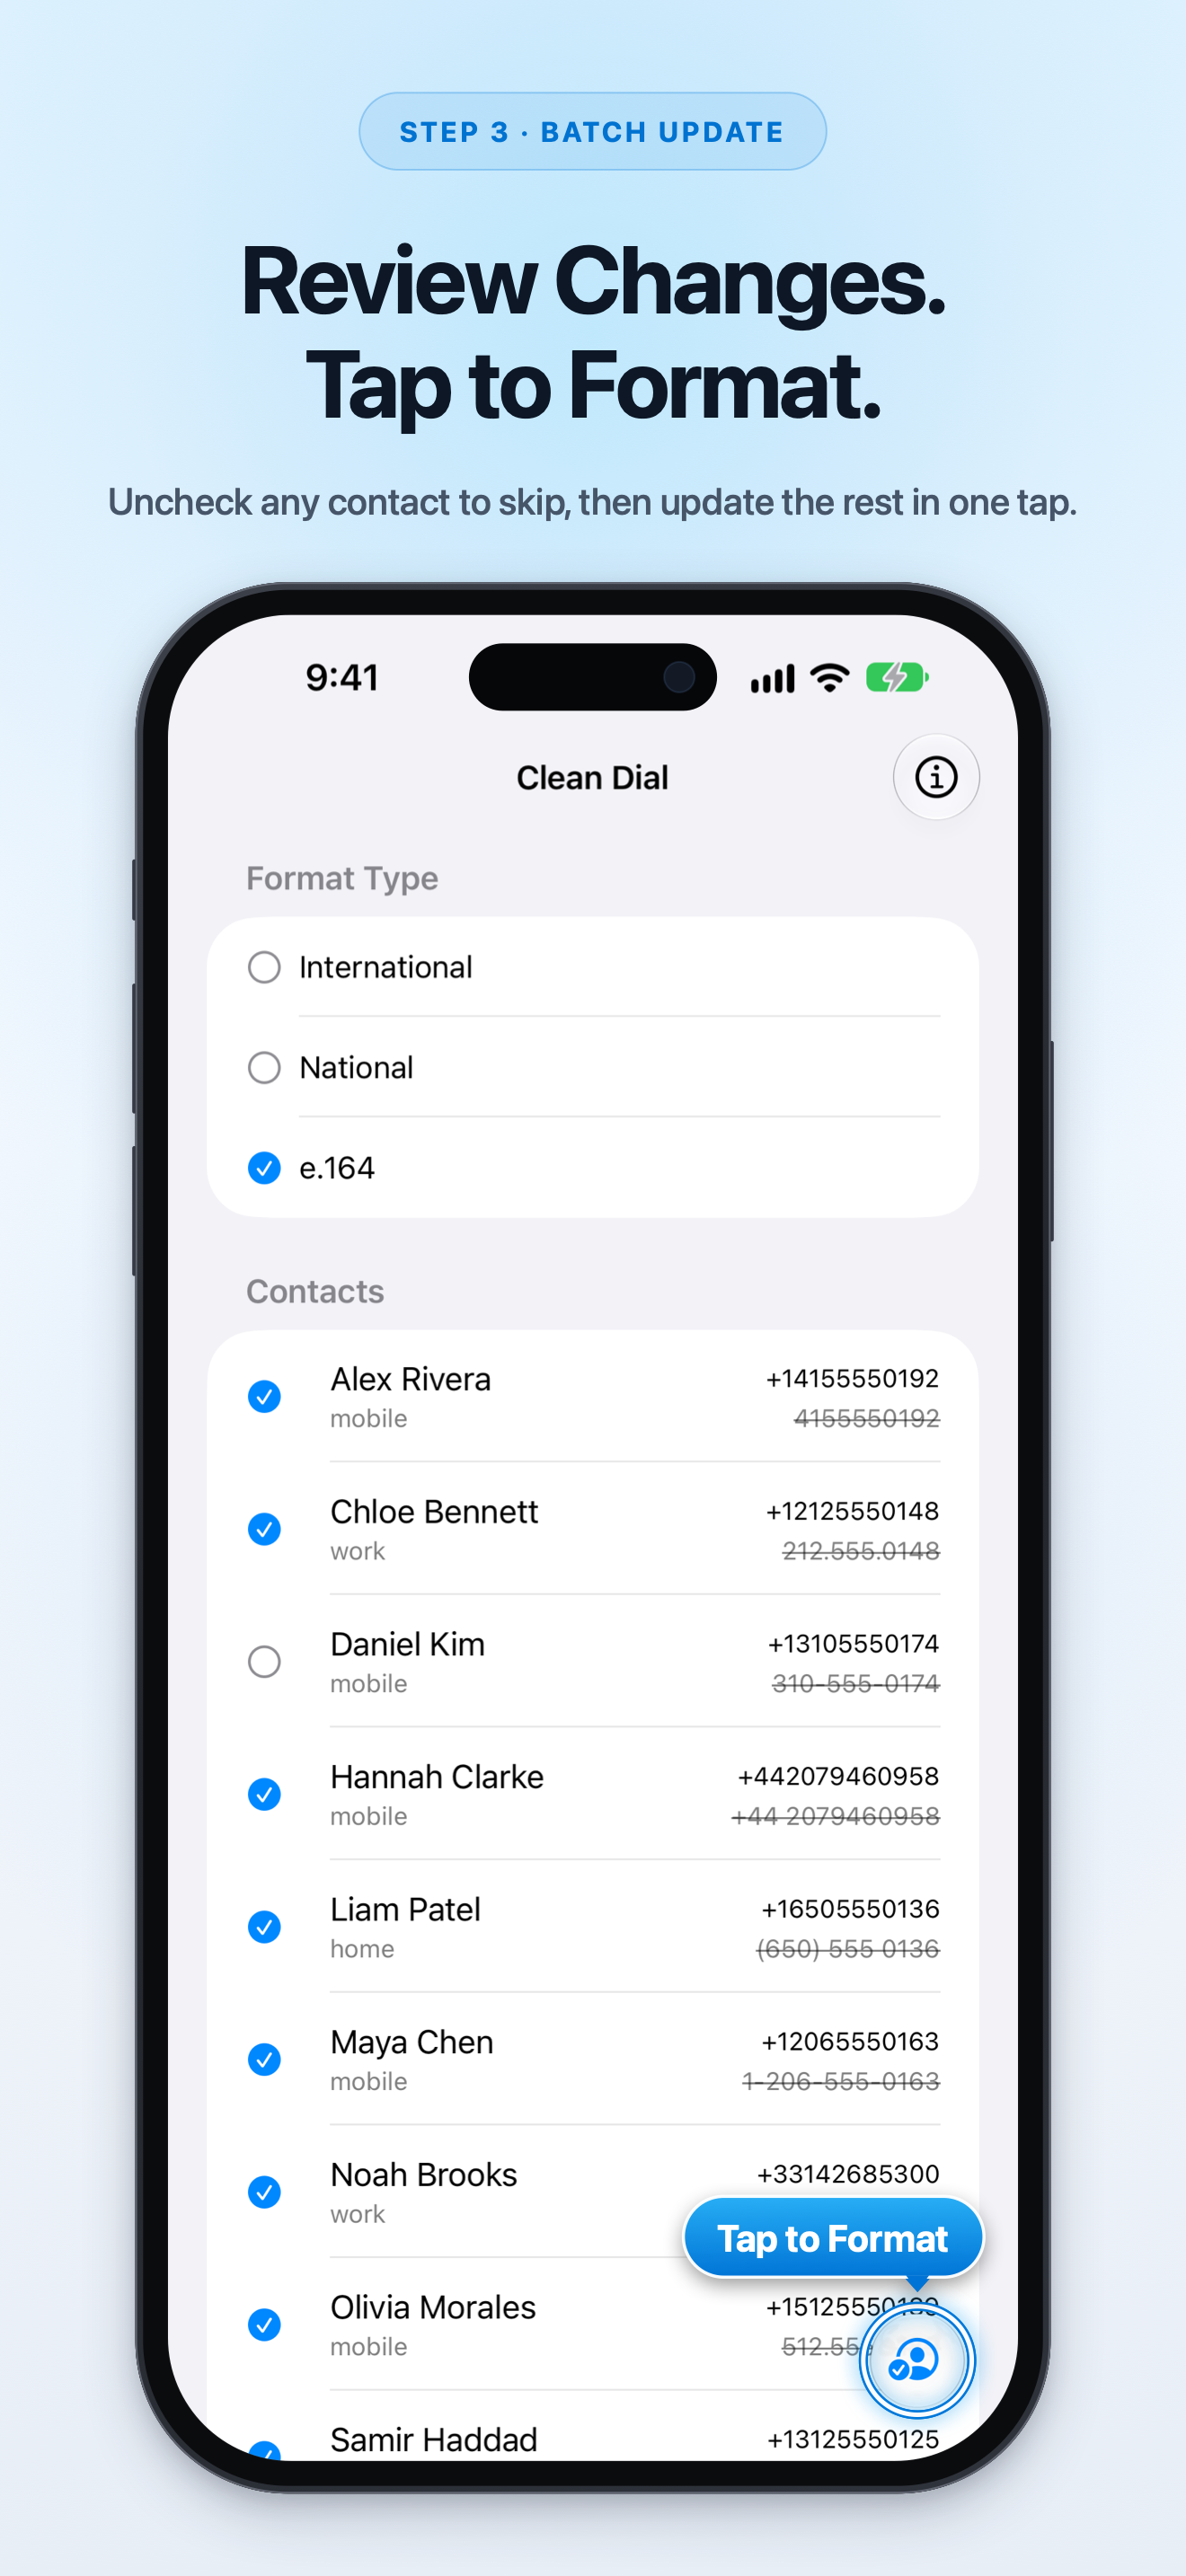 STEP 3 · BATCH UPDATE
Review Changes.
Tap to Format.
Uncheck any contact to skip, then update the rest in one tap.
9:41
Clean Dial
Format Type
International
National
e.164
Contacts
Alex Rivera +14155550192
mobile 4155550192
Chloe Bennett +12125550148
work 212.555.0148
Daniel Kim +13105550174
mobile 310-555-0174
Hannah Clarke +442079460958
mobile +44 2079460958
Liam Patel +16505550136
home (650) 555 0136
Maya Chen +12065550163
mobile 1-206-555-0163
Noah Brooks +33142685300
work
Tap to Format
Olivia Morales
mobile
Samir Haddad +13125550125